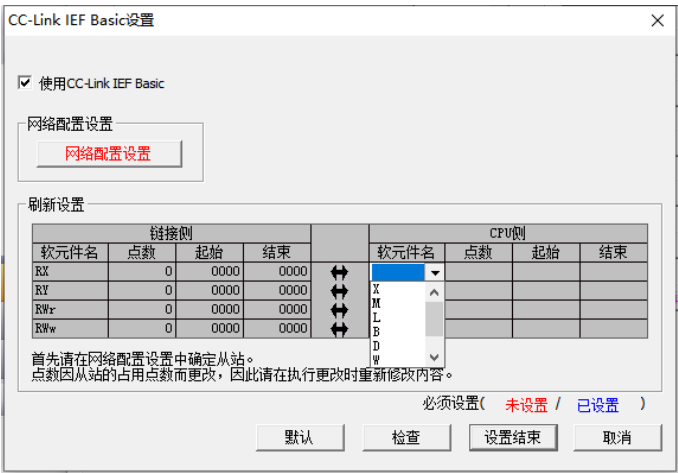 CC-Link IEF Basic设置
使用CC-Link IEF Basic
网络配置设置
网络配置设置
刷新设置
链接侧 CPU侧
软元件名 点数 起始 结束 软元件名 点数 起始 结束
RX 0 0000 0000
RY 0 0000 0000
RWr 0 0000 0000
RWw 0 0000 0000
X
M
L
B
D
W
首先请在网络配置设置中确定从站。
点数因从站的占用点数而更改，因此请在执行更改时重新修改内容。
必须设置( 未设置 / 已设置 )
默认 检查 设置结束 取消